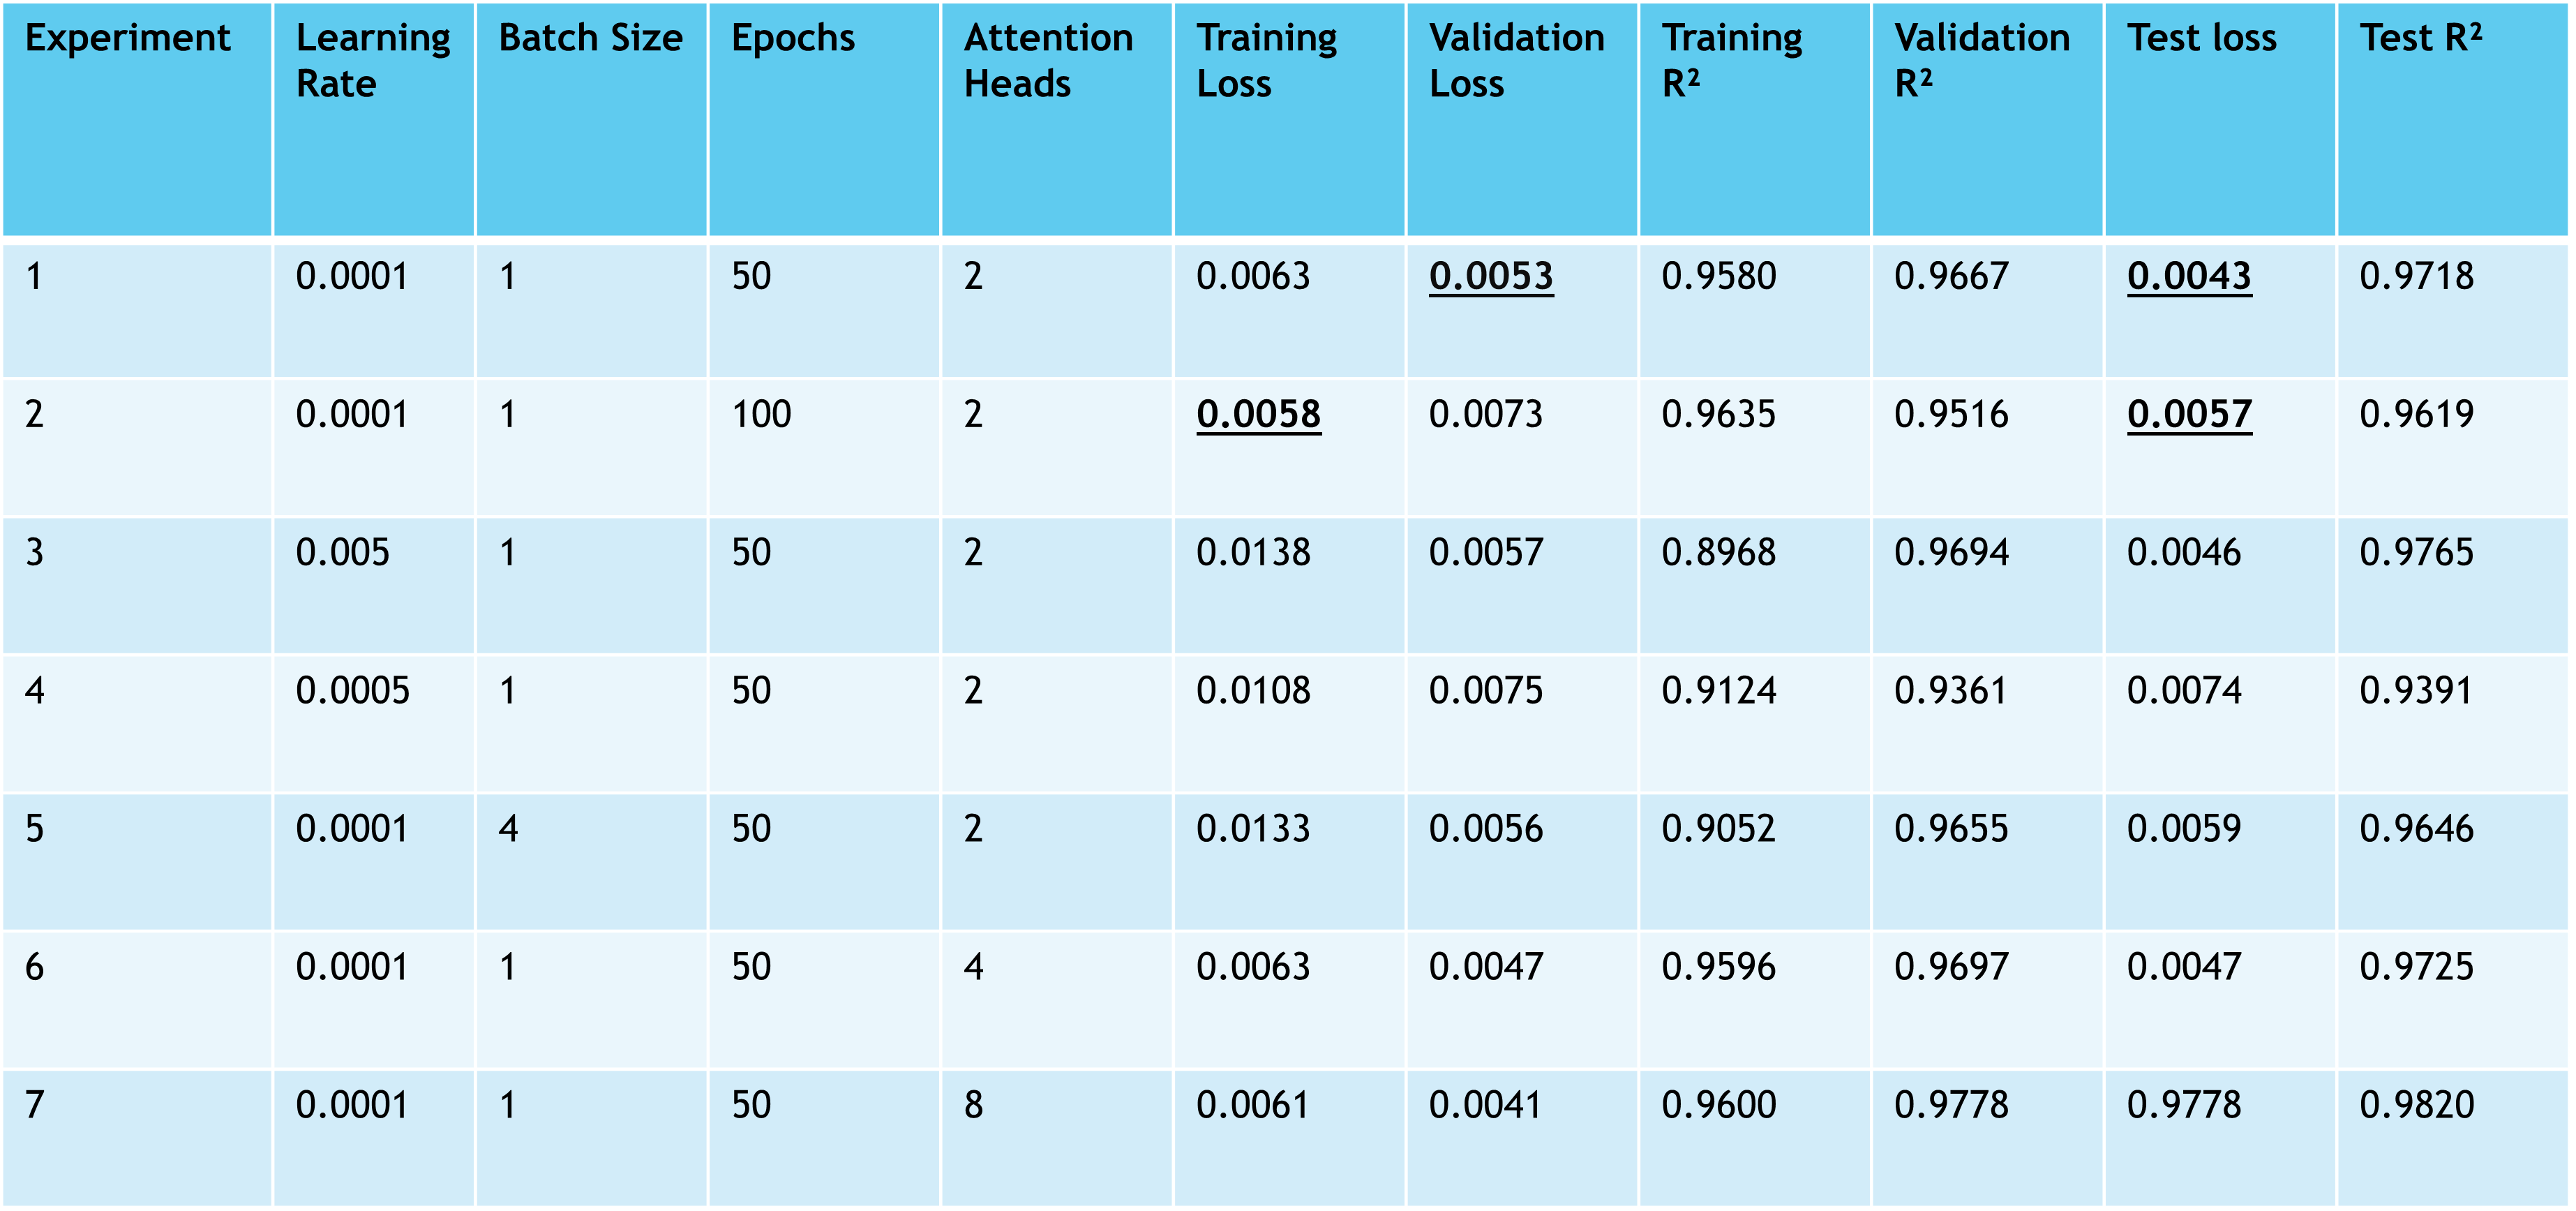 Experiment Learning Rate Batch Size Epochs Attention Heads Training Loss Validation Loss Training R² Validation R² Test loss Test R²
1 0.0001 1 50 2 0.0063 0.0053 0.9580 0.9667 0.0043 0.9718
2 0.0001 1 100 2 0.0058 0.0073 0.9635 0.9516 0.0057 0.9619
3 0.005 1 50 2 0.0138 0.0057 0.8968 0.9694 0.0046 0.9765
4 0.0005 1 50 2 0.0108 0.0075 0.9124 0.9361 0.0074 0.9391
5 0.0001 4 50 2 0.0133 0.0056 0.9052 0.9655 0.0059 0.9646
6 0.0001 1 50 4 0.0063 0.0047 0.9596 0.9697 0.0047 0.9725
7 0.0001 1 50 8 0.0061 0.0041 0.9600 0.9778 0.9778 0.9820